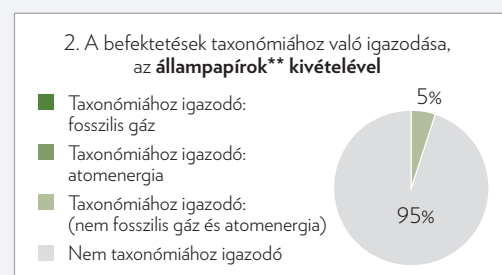 2. A befektetések taxonómiához való igazodása,
az állampapírok** kivételével
Taxonómiához igazodó:
fosszilis gáz
Taxonómiához igazodó:
atomenergia
Taxonómiához igazodó:
(nem fosszilis gáz és atomenergia)
Nem taxonómiához igazodó
5%
95%